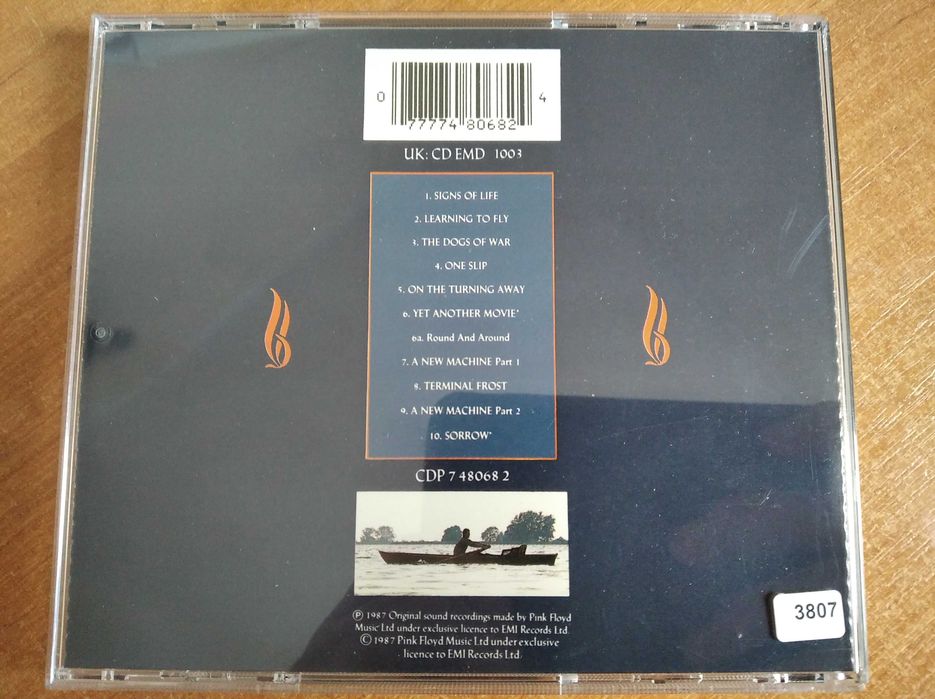 0 77774 80682 4
UK: CD EMD 1003
1. SIGNS OF LIFE
2. LEARNING TO FLY
3. THE DOGS OF WAR
4. ONE SLIP
5. ON THE TURNING AWAY
6. YET ANOTHER MOVIE*
6a. Round And Around
7. A NEW MACHINE Part 1
8. TERMINAL FROST
9. A NEW MACHINE Part 2
10. SORROW*
CDP 7 48068 2
℗ 1987 Original sound recordings made by Pink Floyd
Music Ltd under exclusive licence to EMI Records Ltd.
© 1987 Pink Floyd Music Ltd under exclusive
licence to EMI Records Ltd.
3807